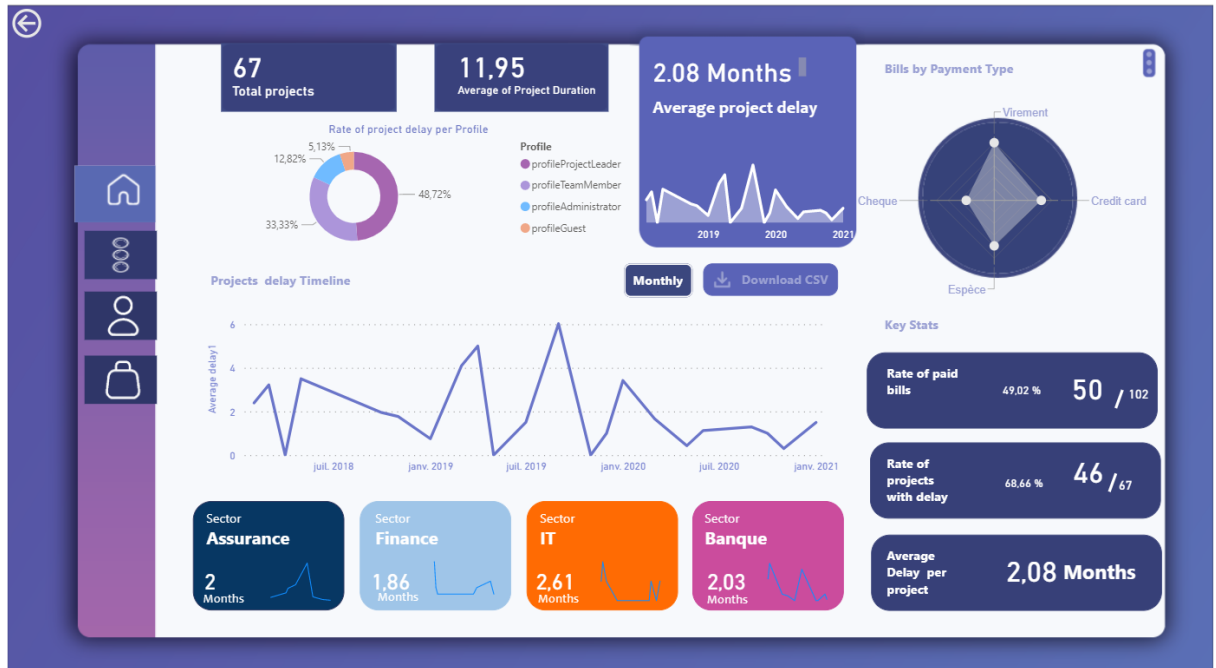 67
Total projects
11,95
Average of Project Duration
2.08 Months
Average project delay
2019
2020
2021
Bills by Payment Type
Virement
Cheque
Credit card
Espèce
Rate of project delay per Profile
5,13%
12,82%
33,33%
48,72%
Profile
profileProjectLeader
profileTeamMember
profileAdministrator
profileGuest
Projects delay Timeline
Monthly
Download CSV
Average delay1
6
4
2
0
juil. 2018
janv. 2019
juil. 2019
janv. 2020
juil. 2020
janv. 2021
Key Stats
Rate of paid
bills
49,02 %
50 / 102
Rate of
projects
with delay
68,66 %
46 / 67
Average
Delay per
project
2,08 Months
Sector
Assurance
2
Months
Sector
Finance
1,86
Months
Sector
IT
2,61
Months
Sector
Banque
2,03
Months